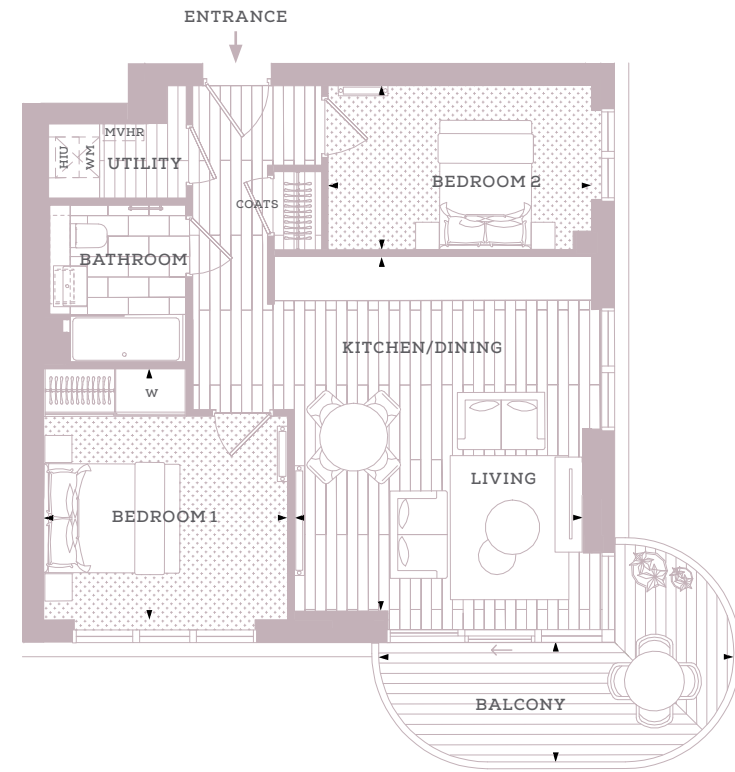 ENTRANCE
MVHR
HIU
WM
UTILITY
BEDROOM 2
COATS
BATHROOM
KITCHEN/DINING
W
LIVING
BEDROOM 1
BALCONY